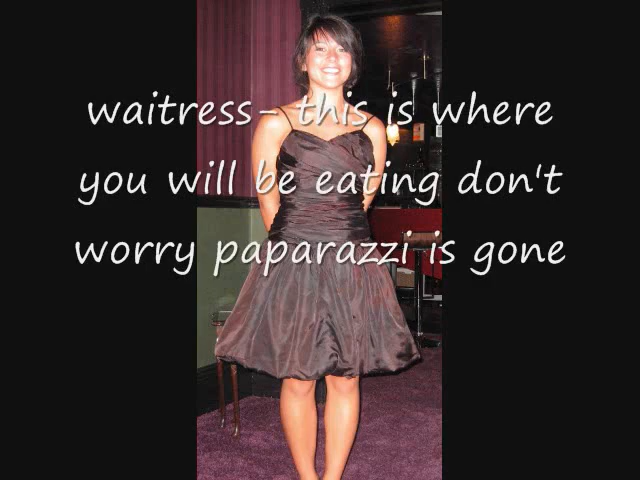 waitress- this is where
you will be eating don't
worry paparazzi is gone